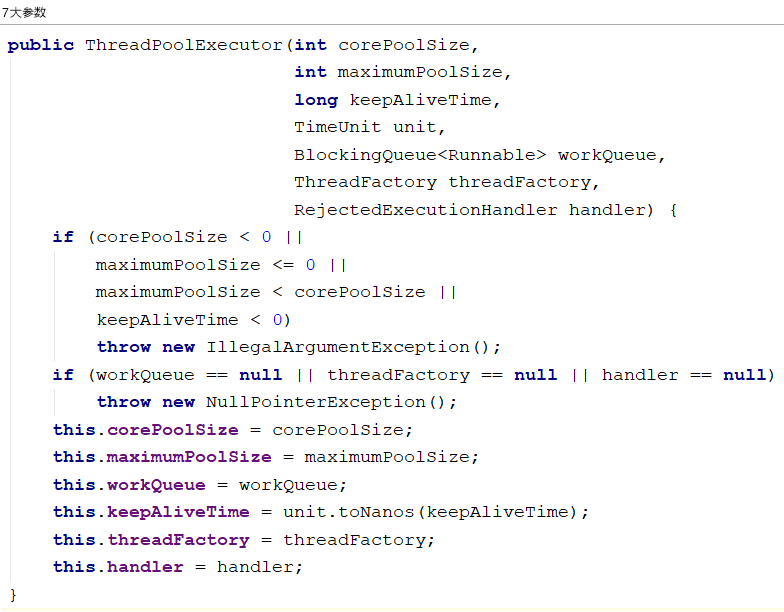 7大参数
public ThreadPoolExecutor(int corePoolSize,
int maximumPoolSize,
long keepAliveTime,
TimeUnit unit,
BlockingQueue<Runnable> workQueue,
ThreadFactory threadFactory,
RejectedExecutionHandler handler) {
if (corePoolSize < 0 ||
maximumPoolSize <= 0 ||
maximumPoolSize < corePoolSize ||
keepAliveTime < 0)
throw new IllegalArgumentException();
if (workQueue == null || threadFactory == null || handler == null)
throw new NullPointerException();
this.corePoolSize = corePoolSize;
this.maximumPoolSize = maximumPoolSize;
this.workQueue = workQueue;
this.keepAliveTime = unit.toNanos(keepAliveTime);
this.threadFactory = threadFactory;
this.handler = handler;
}